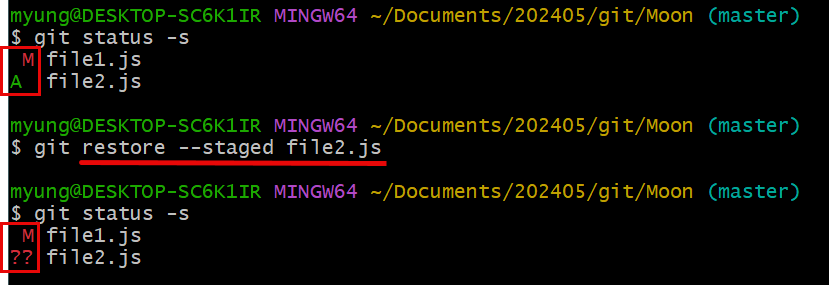 myung@DESKTOP-SC6K1IR MINGW64 ~/Documents/202405/git/Moon (master)
$ git status -s
 M file1.js
A  file2.js
myung@DESKTOP-SC6K1IR MINGW64 ~/Documents/202405/git/Moon (master)
$ git restore --staged file2.js
myung@DESKTOP-SC6K1IR MINGW64 ~/Documents/202405/git/Moon (master)
$ git status -s
 M file1.js
?? file2.js